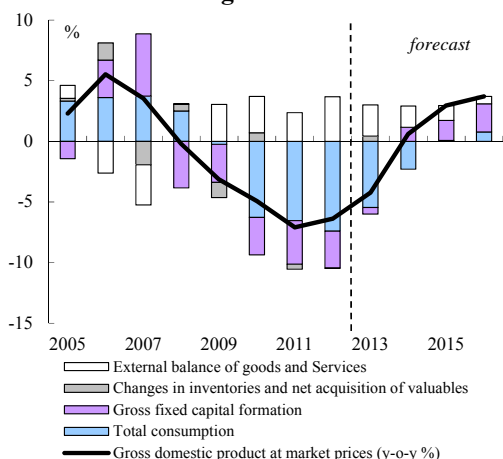 10
%
forecast
5
0
-5
-10
-15
2005 2007 2009 2011 2013 2015
External balance of goods and Services
Changes in inventories and net acquisition of valuables
Gross fixed capital formation
Total consumption
Gross domestic product at market prices (y-o-y %)